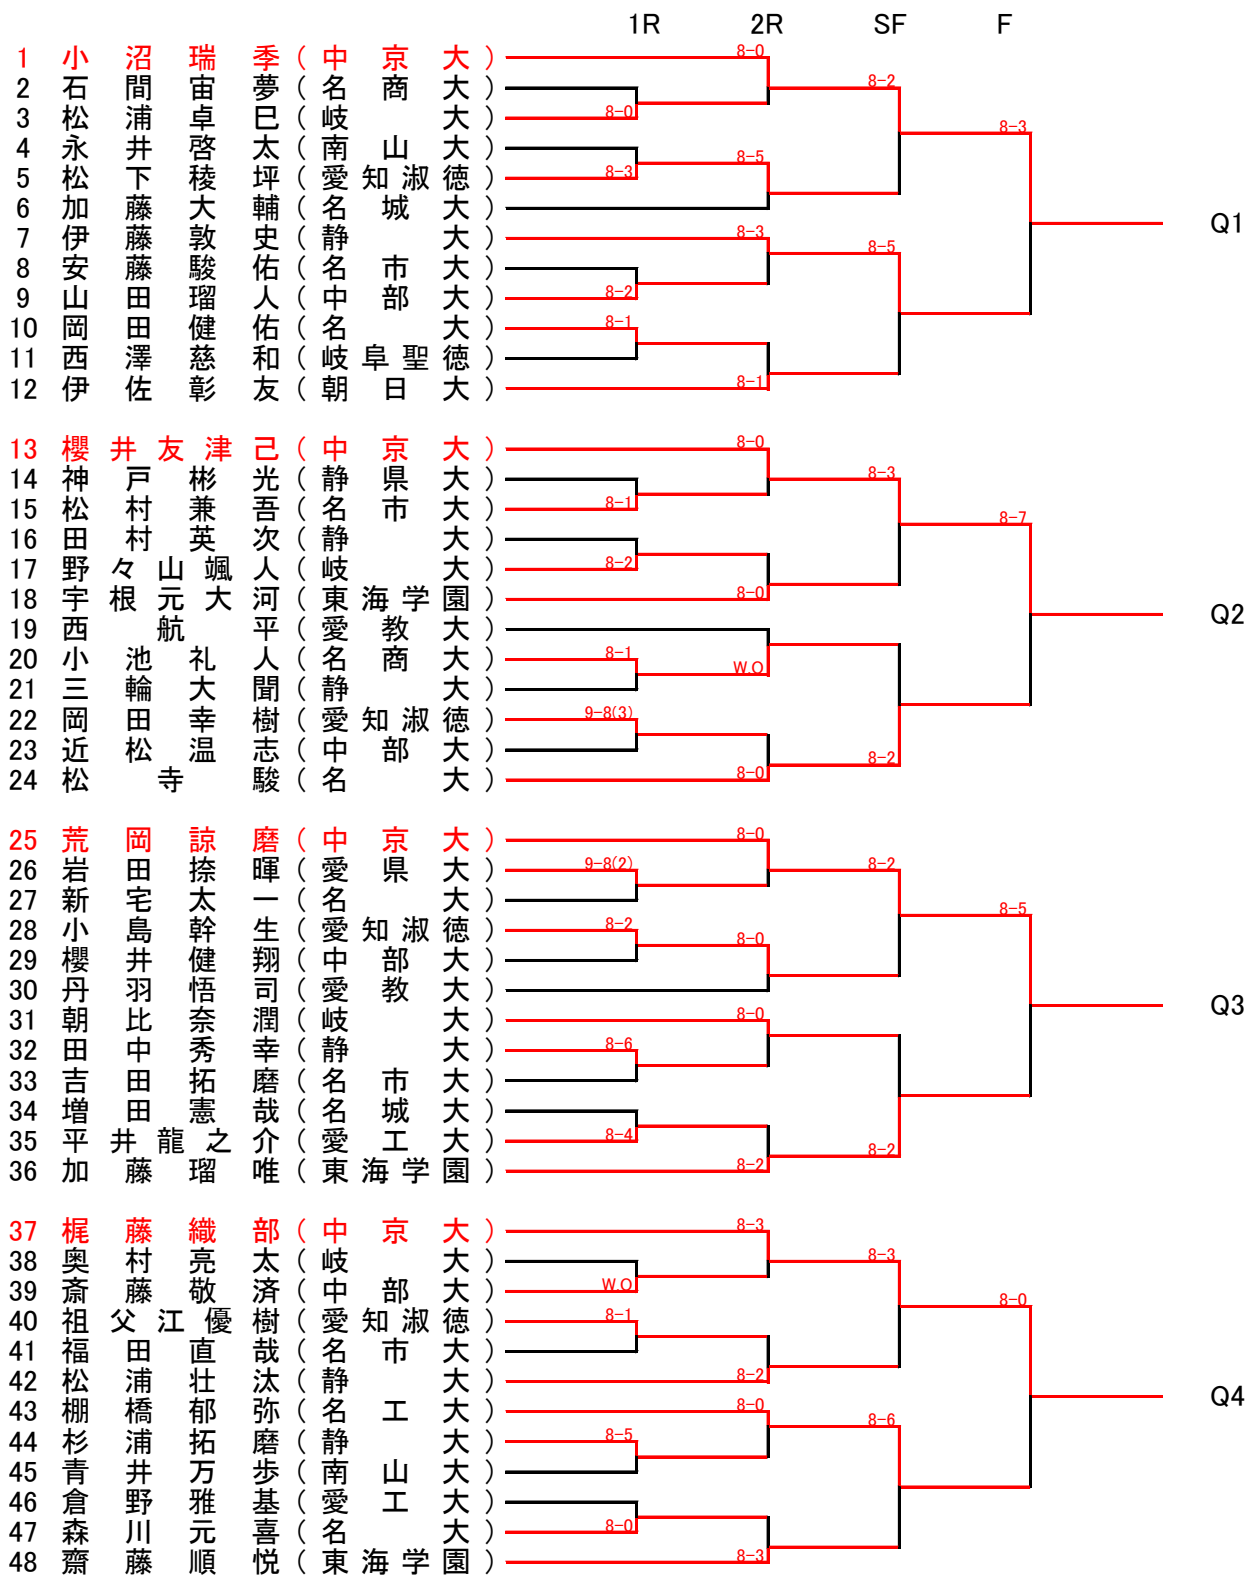 1R 2R SF F
1 小沼瑞季(中京大) 8-0
2 石間宙夢(名商大) 8-2
3 松浦卓巳(岐大) 8-0
8-3
4 永井啓太(南山大)
5 松下稜坪(愛知淑徳) 8-3 8-5
6 加藤大輔(名城大)
Q1
7 伊藤敦史(静大) 8-3 8-5
8 安藤駿佑(名市大)
9 山田瑠人(中部大) 8-2
10 岡田健佑(名大) 8-1
11 西澤慈和(岐阜聖徳)
12 伊佐彰友(朝日大) 8-1
13 櫻井友津己(中京大) 8-0
14 神戸彬光(静県大) 8-3
15 松村兼吾(名市大) 8-1
8-7
16 田村英次(静大)
17 野々山颯人(岐大) 8-2
18 宇根元大河(東海学園) 8-0
Q2
19 西航平(愛教大)
20 小池礼人(名商大) 8-1 W.O
21 三輪大聞(静大)
22 岡田幸樹(愛知淑徳) 9-8(3)
23 近松温志(中部大) 8-2
24 松寺駿(名大) 8-0
25 荒岡諒磨(中京大) 8-0
26 岩田捺暉(愛県大) 9-8(2) 8-2
27 新宅太一(名大)
8-5
28 小島幹生(愛知淑徳) 8-2
29 櫻井健翔(中部大) 8-0
30 丹羽悟司(愛教大)
Q3
31 朝比奈潤(岐大) 8-0
32 田中秀幸(静大) 8-6
33 吉田拓磨(名市大)
34 増田憲哉(名城大)
35 平井龍之介(愛工大) 8-4 8-2
36 加藤瑠唯(東海学園) 8-2
37 梶藤織部(中京大) 8-3
38 奥村亮太(岐大) 8-3
39 斎藤敬済(中部大) W.O
8-0
40 祖父江優樹(愛知淑徳) 8-1
41 福田直哉(名市大)
42 松浦壮汰(静大) 8-2
Q4
43 棚橋郁弥(名工大) 8-0 8-6
44 杉浦拓磨(静大) 8-5
45 青井万歩(南山大)
46 倉野雅基(愛工大)
47 森川元喜(名大) 8-0
48 齋藤順悦(東海学園) 8-3